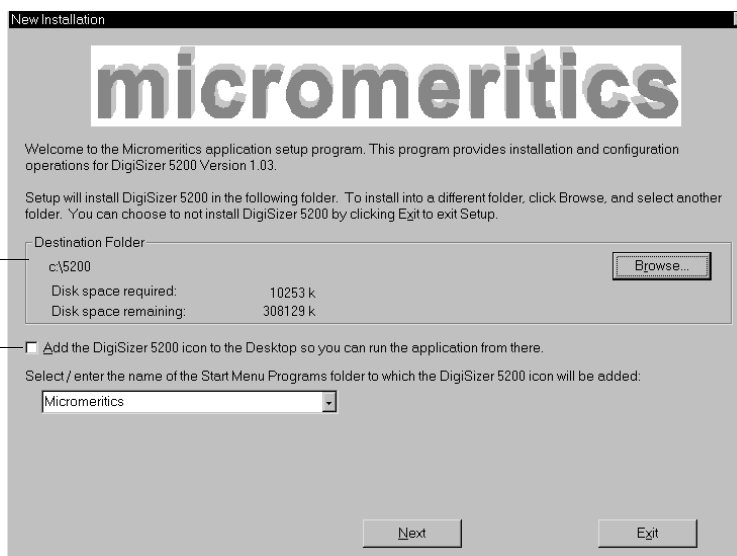 New Installation
micromeritics
Welcome to the Micromeritics application setup program. This program provides installation and configuration
operations for DigiSizer 5200 Version 1.03.
Setup will install DigiSizer 5200 in the following folder. To install into a different folder, click Browse, and select another
folder. You can choose to not install DigiSizer 5200 by clicking Exit to exit Setup.
Destination Folder
c:\5200
Browse...
Disk space required: 10253 k
Disk space remaining: 308129 k
Add the DigiSizer 5200 icon to the Desktop so you can run the application from there.
Select / enter the name of the Start Menu Programs folder to which the DigiSizer 5200 icon will be added:
Micromeritics
Next
Exit